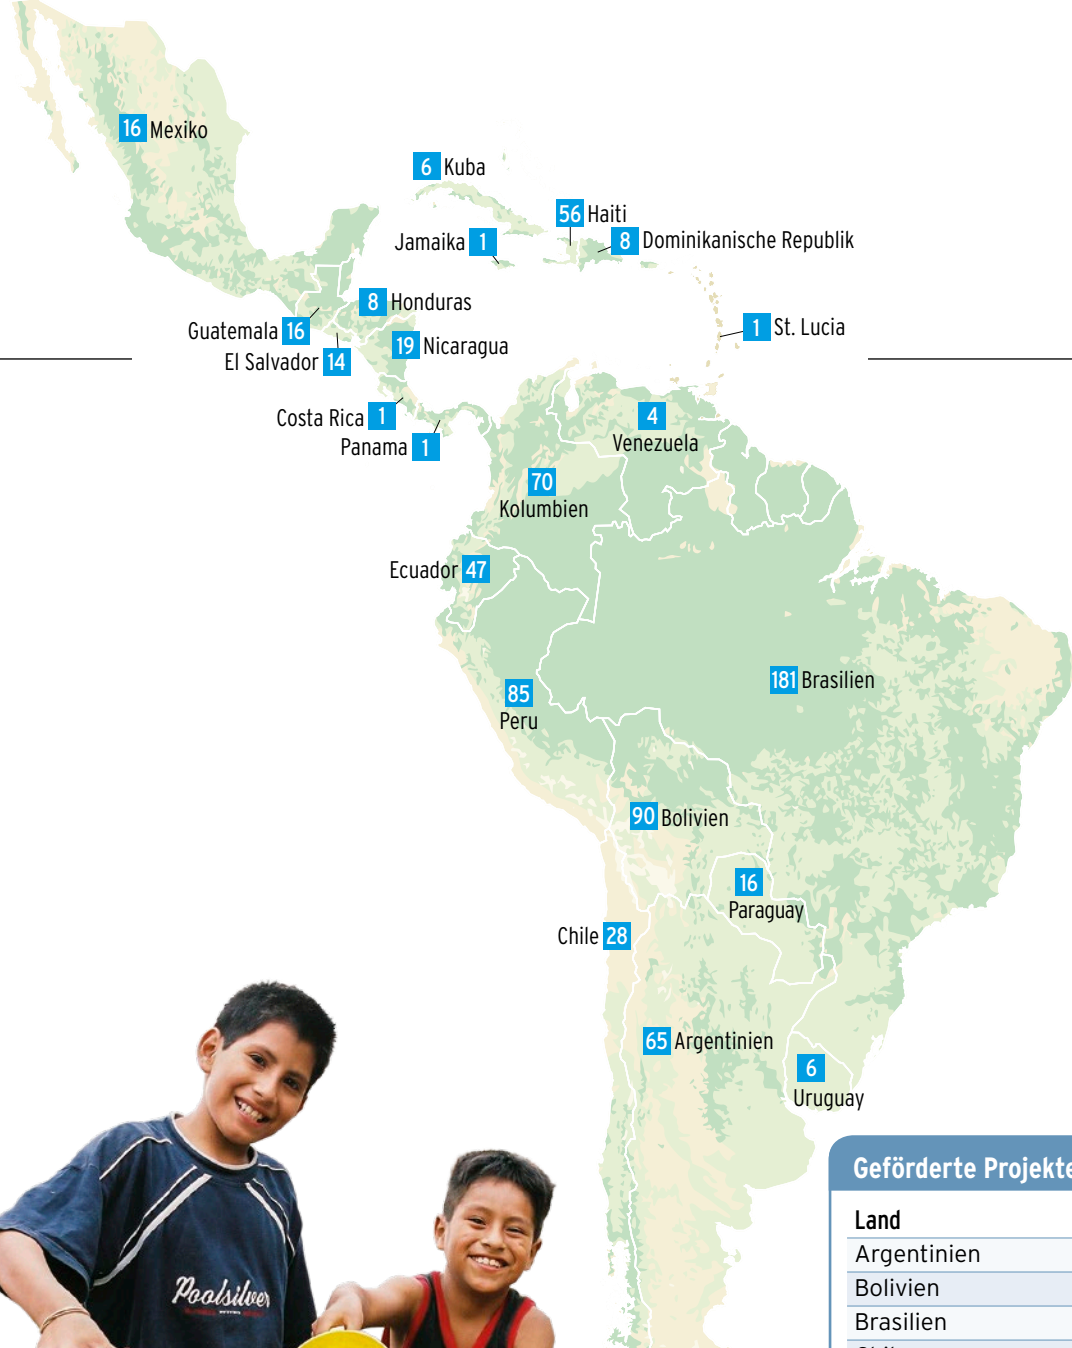 16 Mexiko
6 Kuba
56 Haiti
Jamaika 1
8 Dominikanische Republik
8 Honduras
Guatemala 16
1 St. Lucia
19 Nicaragua
El Salvador 14
Costa Rica 1
4
Venezuela
Panama 1
70
Kolumbien
Ecuador 47
181 Brasilien
85
Peru
90 Bolivien
16
Paraguay
Chile 28
65 Argentinien
6
Uruguay
Geförderte Projekte
Land
Argentinien
Bolivien
Brasilien
Poolsilver